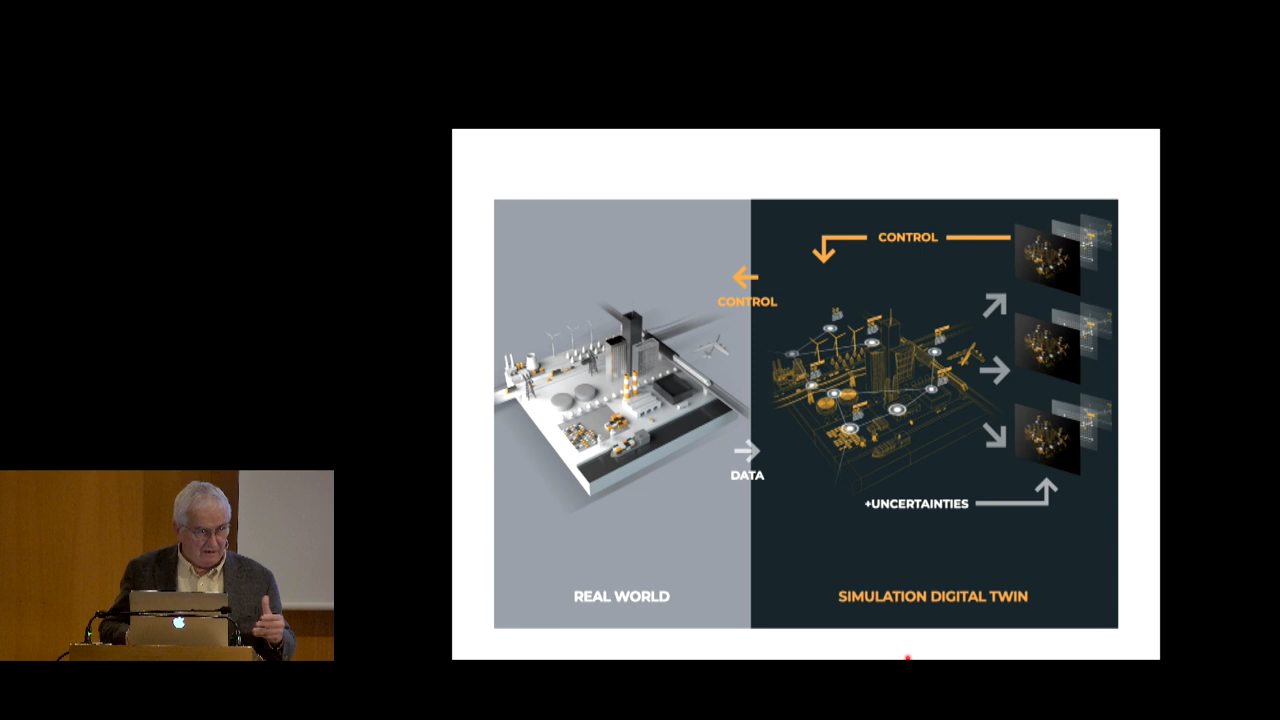 CONTROL
CONTROL
DATA
+UNCERTAINTIES
REAL WORLD
SIMULATION DIGITAL TWIN